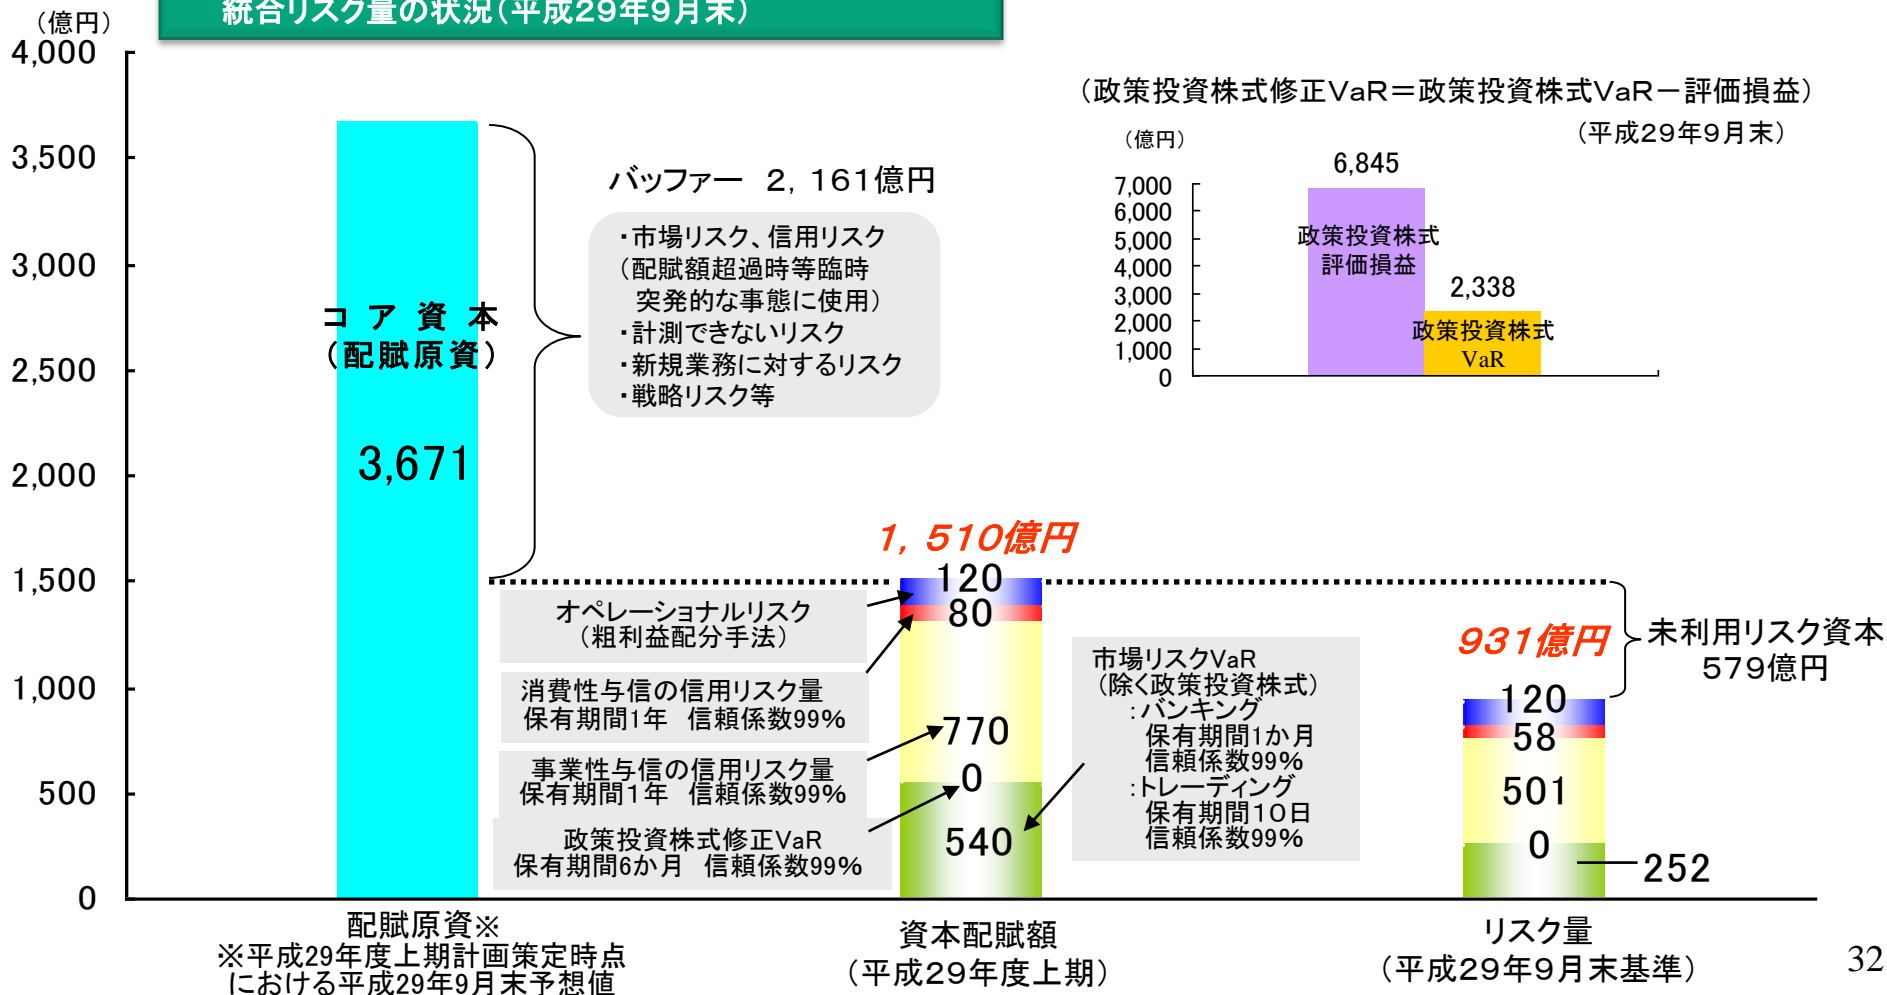 統合リスク量の状況(平成29年9月末)
(億円)
4,000
3,500
3,000
2,500
2,000
1,500
1,000
500
0
コア資本
(配賦原資)
3,671
バッファー 2,161億円
・市場リスク、信用リスク
(配賦額超過時等臨時
突発的な事態に使用)
・計測できないリスク
・新規業務に対するリスク
・戦略リスク等
(政策投資株式修正VaR=政策投資株式VaR-評価損益)
(平成29年9月末)
(億円)
7,000
6,000
5,000
4,000
3,000
2,000
1,000
0
6,845
政策投資株式
評価損益
2,338
政策投資株式
VaR
1,510億円
120
80
770
0
540
オペレーショナルリスク
(粗利益配分手法)
消費性与信の信用リスク量
保有期間1年 信頼係数99%
事業性与信の信用リスク量
保有期間1年 信頼係数99%
政策投資株式修正VaR
保有期間6か月 信頼係数99%
市場リスクVaR
(除く政策投資株式)
:バンキング
保有期間1か月
信頼係数99%
:トレーディング
保有期間10日
信頼係数99%
931億円
120
58
501
0
252
未利用リスク資本
579億円
配賦原資※
※平成29年度上期計画策定時点
における平成29年9月末予想値
資本配賦額
(平成29年度上期)
リスク量
(平成29年9月末基準)
32